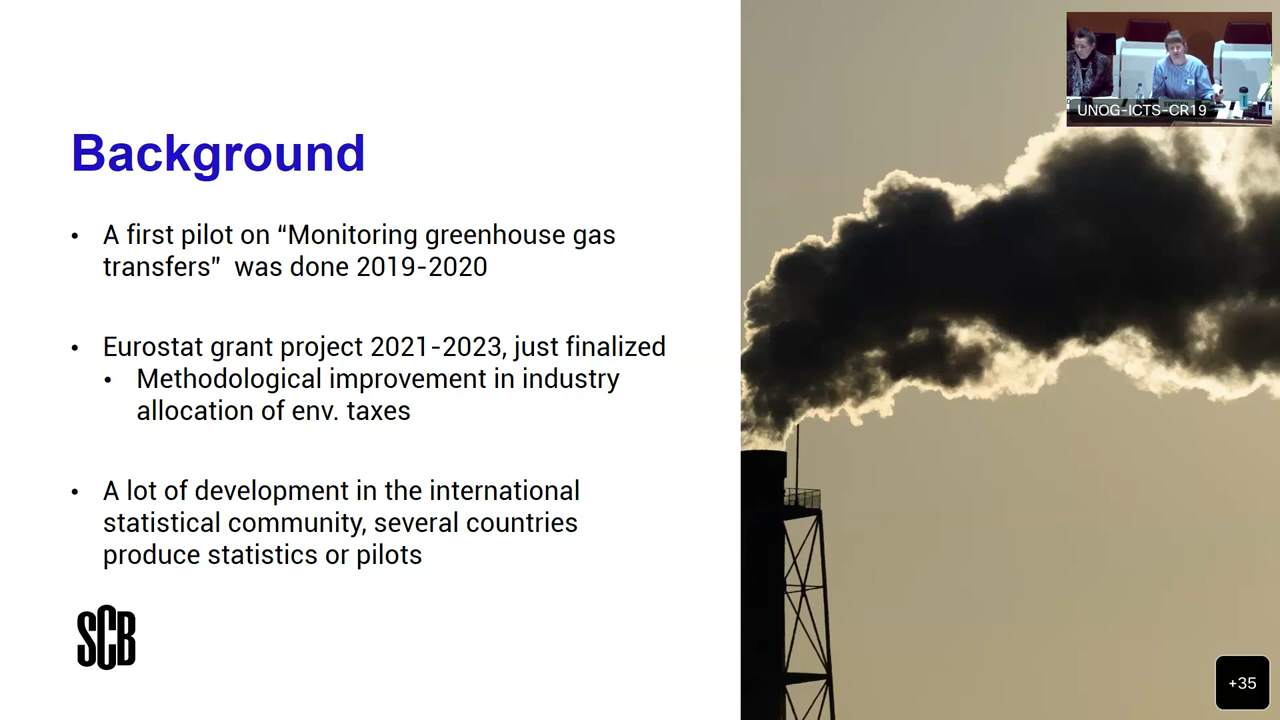 UNOG-ICTS-CR19
Background
• A first pilot on “Monitoring greenhouse gas
transfers” was done 2019-2020
• Eurostat grant project 2021-2023, just finalized
• Methodological improvement in industry
allocation of env. taxes
• A lot of development in the international
statistical community, several countries
produce statistics or pilots
SCB
+35